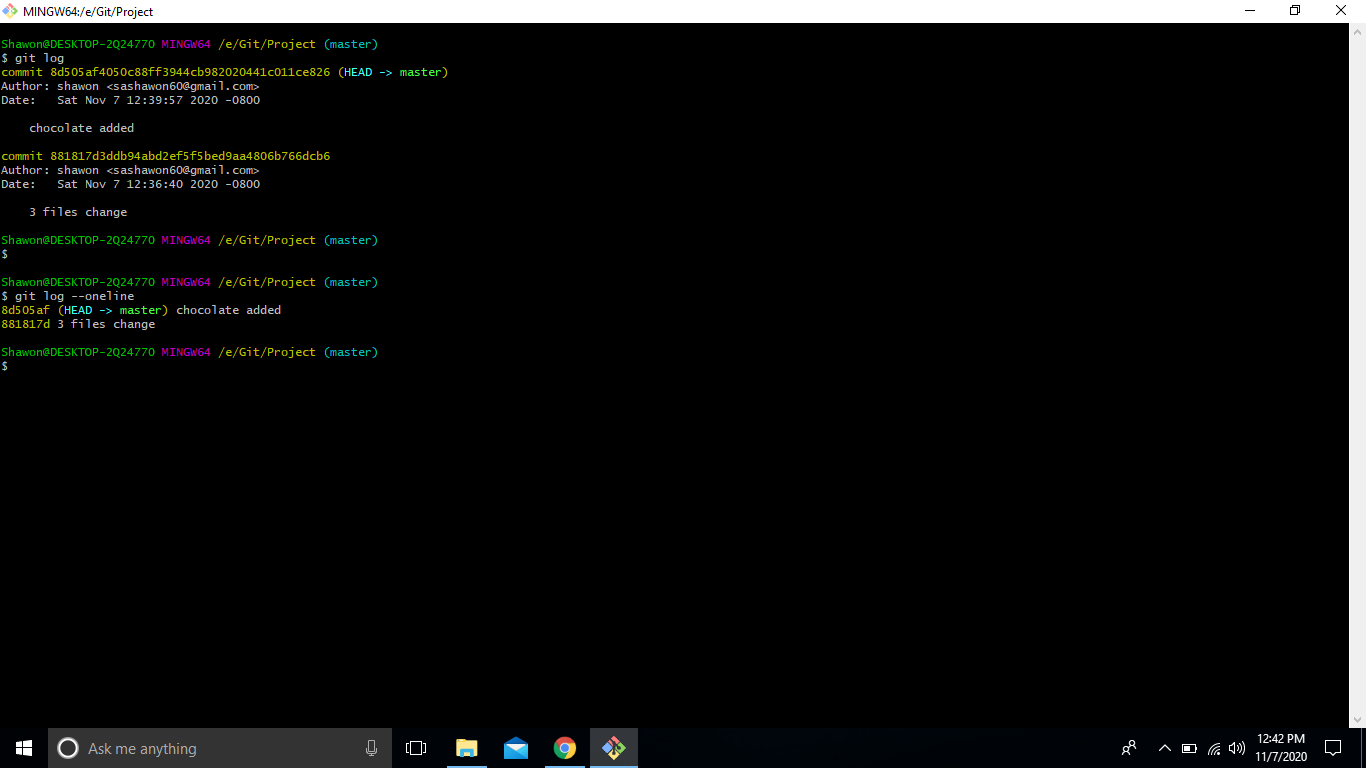 MINGW64:/e/Git/Project
Shawon@DESKTOP-2Q24770 MINGW64 /e/Git/Project (master)
$ git log
commit 8d505af4050c88ff3944cb982020441c011ce826 (HEAD -> master)
Author: shawon <sashawon60@gmail.com>
Date:   Sat Nov 7 12:39:57 2020 -0800
    chocolate added
commit 881817d3ddb94abd2ef5f5bed9aa4806b766dcb6
Author: shawon <sashawon60@gmail.com>
Date:   Sat Nov 7 12:36:40 2020 -0800
    3 files change
Shawon@DESKTOP-2Q24770 MINGW64 /e/Git/Project (master)
$
Shawon@DESKTOP-2Q24770 MINGW64 /e/Git/Project (master)
$ git log --oneline
8d505af (HEAD -> master) chocolate added
881817d 3 files change
Shawon@DESKTOP-2Q24770 MINGW64 /e/Git/Project (master)
$
Ask me anything
12:42 PM
11/7/2020